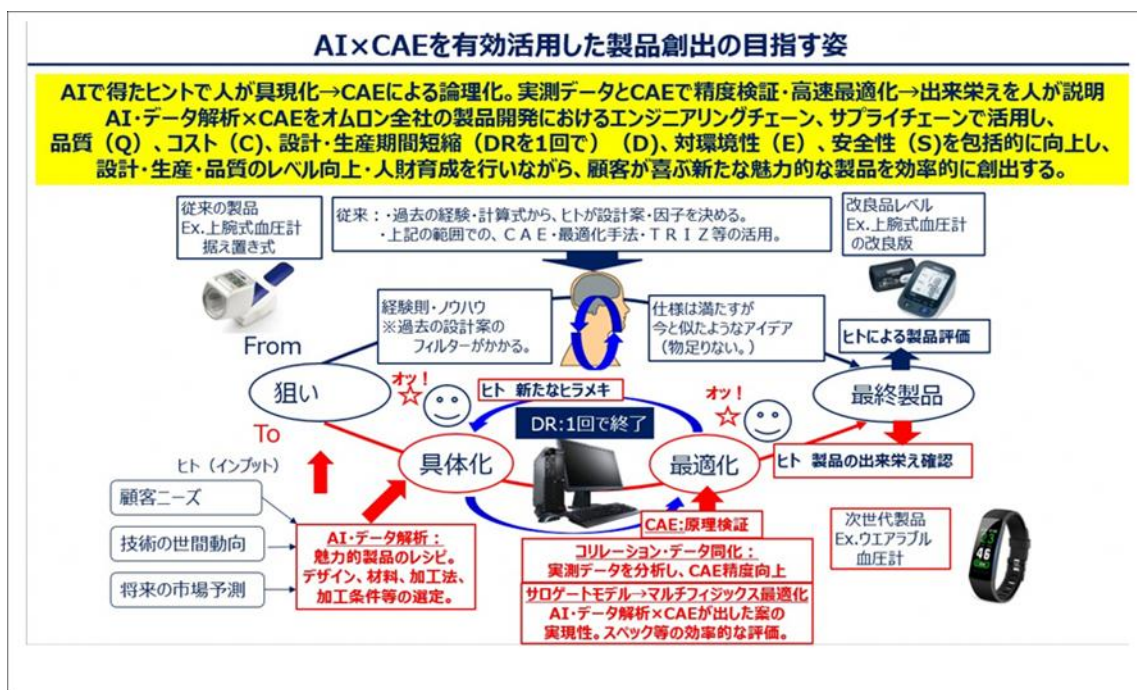 AI×CAEを有効活用した製品創出の目指す姿
AIで得たヒントで人が具現化→CAEによる論理化。実測データとCAEで精度検証・高速最適化→出来栄えを人が説明
AI・データ解析×CAEをオムロン全社の製品開発におけるエンジニアリングチェーン、サプライチェーンで活用し、
品質（Q）、コスト（C)、設計・生産期間短縮（DRを1回で）（D)、対環境性（E）、安全性（S)を包括的に向上し、
設計・生産・品質のレベル向上・人財育成を行いながら、顧客が喜ぶ新たな魅力的な製品を効率的に創出する。
従来の製品
Ex.上腕式血圧計
据え置き式
従来：・過去の経験・計算式から、ヒトが設計案・因子を決める。
・上記の範囲での、ＣＡＥ・最適化手法・ＴＲＩＺ等の活用。
改良品レベル
Ex.上腕式血圧計
の改良版
経験則・ノウハウ
※過去の設計案の
フィルターがかかる。
仕様は満たすが
今と似たようなアイデア
（物足りない。）
ヒトによる製品評価
From
狙い
オッ！
ヒト 新たなヒラメキ
オッ！
最終製品
To
DR:1回で終了
具体化
最適化
ヒト 製品の出来栄え確認
ヒト（インプット）
顧客ニーズ
技術の世間動向
将来の市場予測
AI・データ解析：
魅力的製品のレシピ。
デザイン、材料、加工法、
加工条件等の選定。
CAE:原理検証
コリレーション・データ同化：
実測データを分析し、CAE精度向上
サロゲートモデル→マルチフィジックス最適化
AI・データ解析×CAEが出した案の
実現性。スペック等の効率的な評価。
次世代製品
Ex.ウエアラブル
血圧計
46